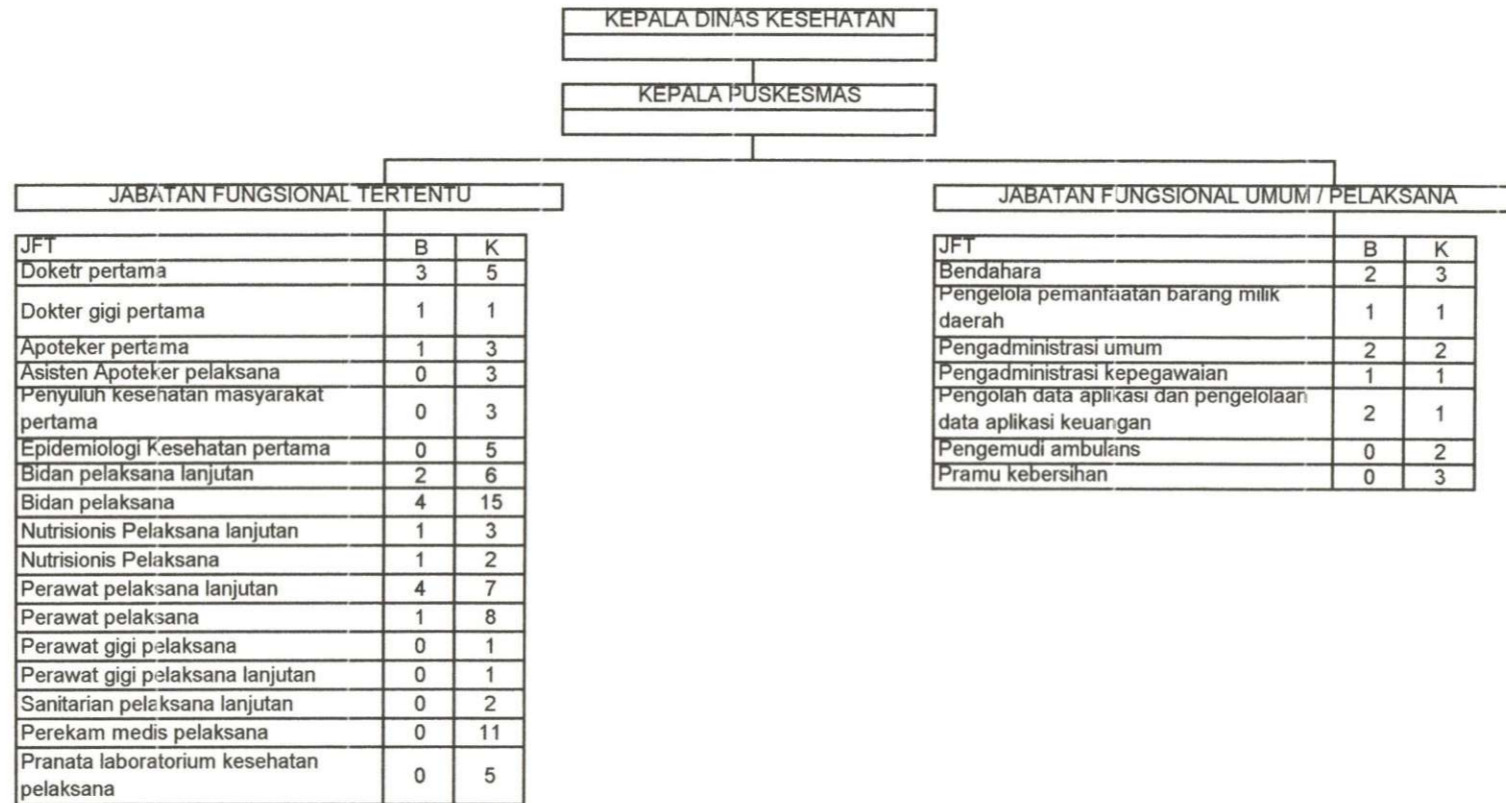 KEPALA DINAS KESEHATAN
KEPALA PUSKESMAS
JABATAN FUNGSIONAL TERTENTU
JFT B K
Doketr pertama 3 5
Dokter gigi pertama 1 1
Apoteker pertama 1 3
Asisten Apoteker pelaksana 0 3
Penyuluh kesehatan masyarakat
pertama 0 3
Epidemiologi Kesehatan pertama 0 5
Bidan pelaksana lanjutan 2 6
Bidan pelaksana 4 15
Nutrisionis Pelaksana lanjutan 1 3
Nutrisionis Pelaksana 1 2
Perawat pelaksana lanjutan 4 7
Perawat pelaksana 1 8
Perawat gigi pelaksana 0 1
Perawat gigi pelaksana lanjutan 0 1
Sanitarian pelaksana lanjutan 0 2
Perekam medis pelaksana 0 11
Pranata laboratorium kesehatan
pelaksana 0 5
JABATAN FUNGSIONAL UMUM / PELAKSANA
JFT B K
Bendahara 2 3
Pengelola pemanfaatan barang milik
daerah 1 1
Pengadministrasi umum 2 2
Pengadministrasi kepegawaian 1 1
Pengolah data aplikasi dan pengelolaan
data aplikasi keuangan 2 1
Pengemudi ambulans 0 2
Pramu kebersihan 0 3